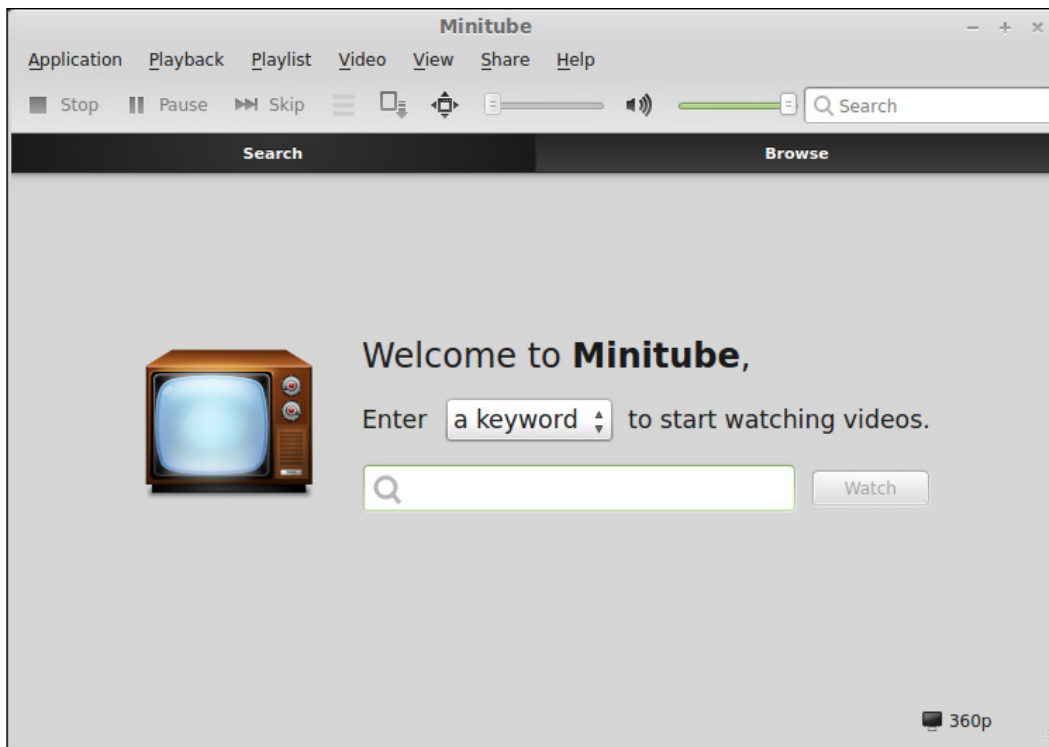 Minitube
Application Playback Playlist Video View Share Help
Stop Pause Skip Search
Search Browse
Welcome to Minitube,
Enter a keyword to start watching videos.
Watch
360p